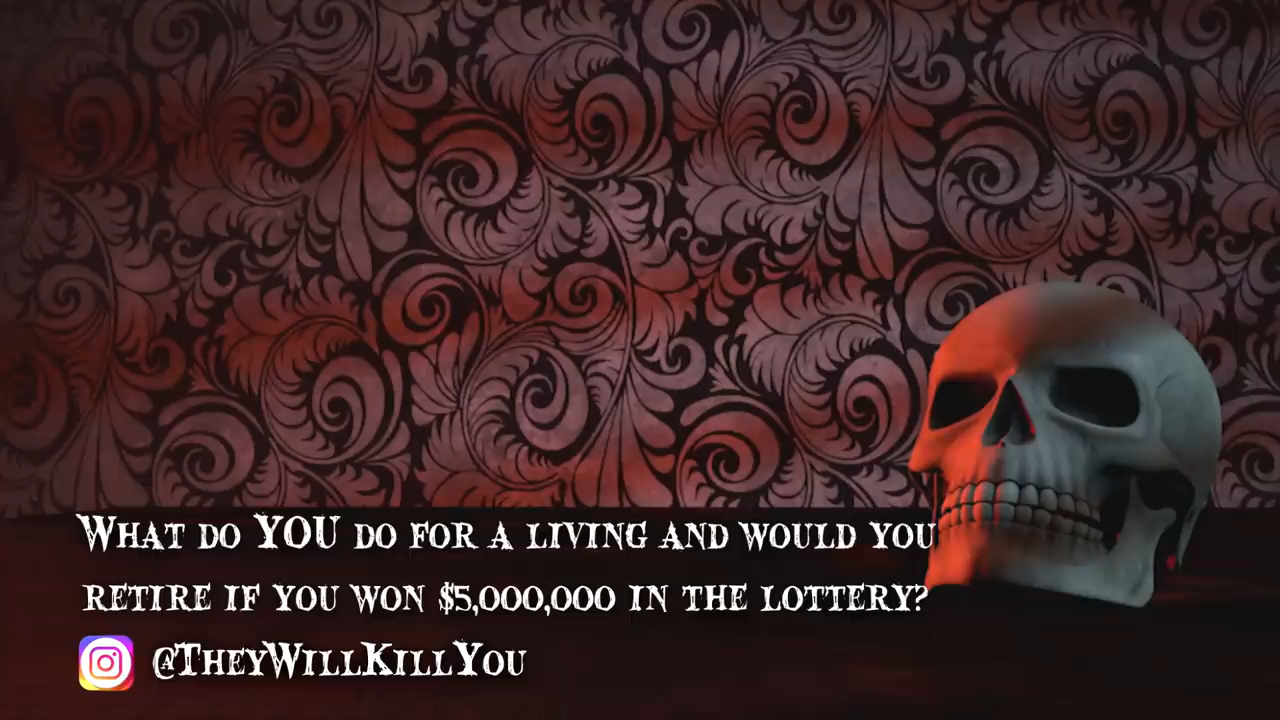 What do YOU do for a living and would you
retire if you won $5,000,000 in the lottery?
@TheyWillKillYou